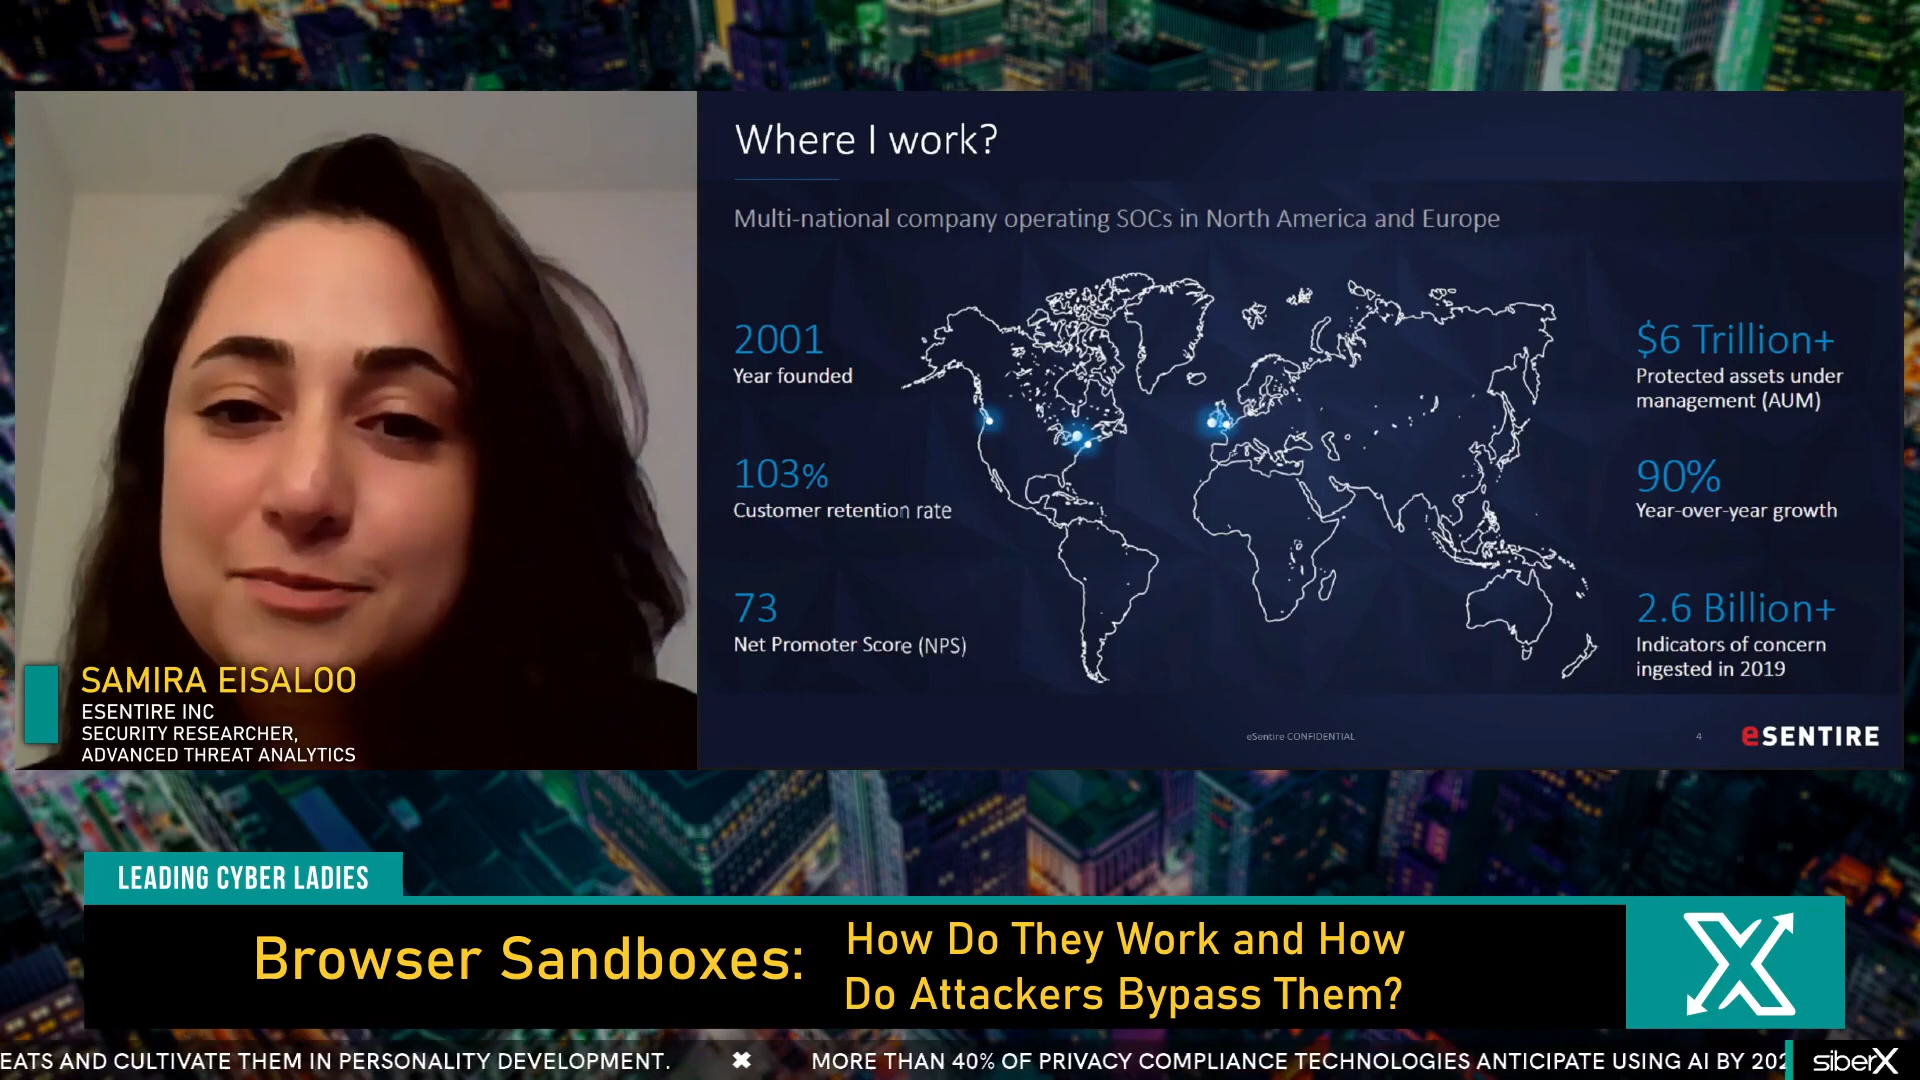 Where I work?
Multi-national company operating SOCs in North America and Europe
2001
Year founded
103%
Customer retention rate
73
Net Promoter Score (NPS)
$6 Trillion+
Protected assets under
management (AUM)
90%
Year-over-year growth
2.6 Billion+
Indicators of concern
ingested in 2019
eSentire CONFIDENTIAL
4
eSENTIRE
SAMIRA EISALOO
ESENTIRE INC
SECURITY RESEARCHER,
ADVANCED THREAT ANALYTICS
LEADING CYBER LADIES
Browser Sandboxes:
How Do They Work and How
Do Attackers Bypass Them?
X
EATS AND CULTIVATE THEM IN PERSONALITY DEVELOPMENT. ✖ MORE THAN 40% OF PRIVACY COMPLIANCE TECHNOLOGIES ANTICIPATE USING AI BY 202
siberX